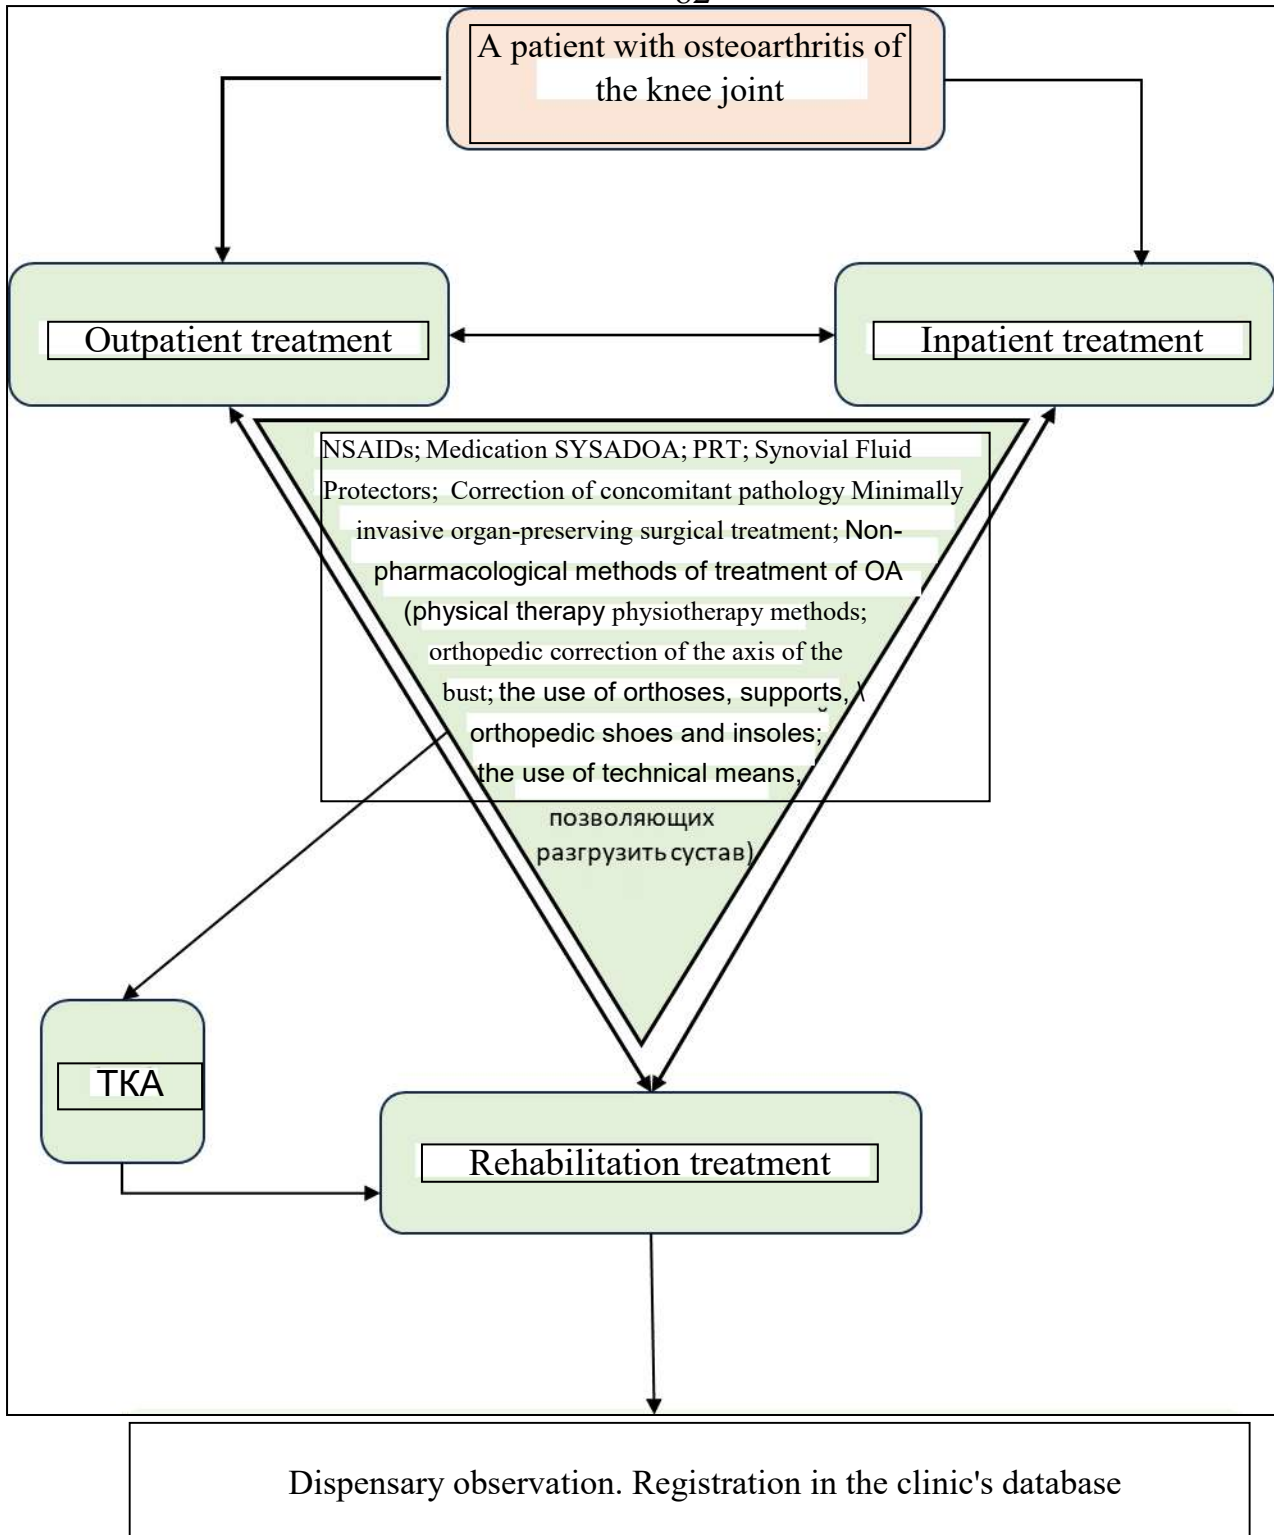 A patient with osteoarthritis of
the knee joint
Outpatient treatment
Inpatient treatment
NSAIDs; Medication SYSADOA; PRT; Synovial Fluid
Protectors; Correction of concomitant pathology Minimally
invasive organ-preserving surgical treatment; Non-
pharmacological methods of treatment of OA
(physical therapy physiotherapy methods;
orthopedic correction of the axis of the
bust; the use of orthoses, supports, \
orthopedic shoes and insoles;
the use of technical means,
позволяющих
разгрузить сустав)
TKA
Rehabilitation treatment
Dispensary observation. Registration in the clinic's database